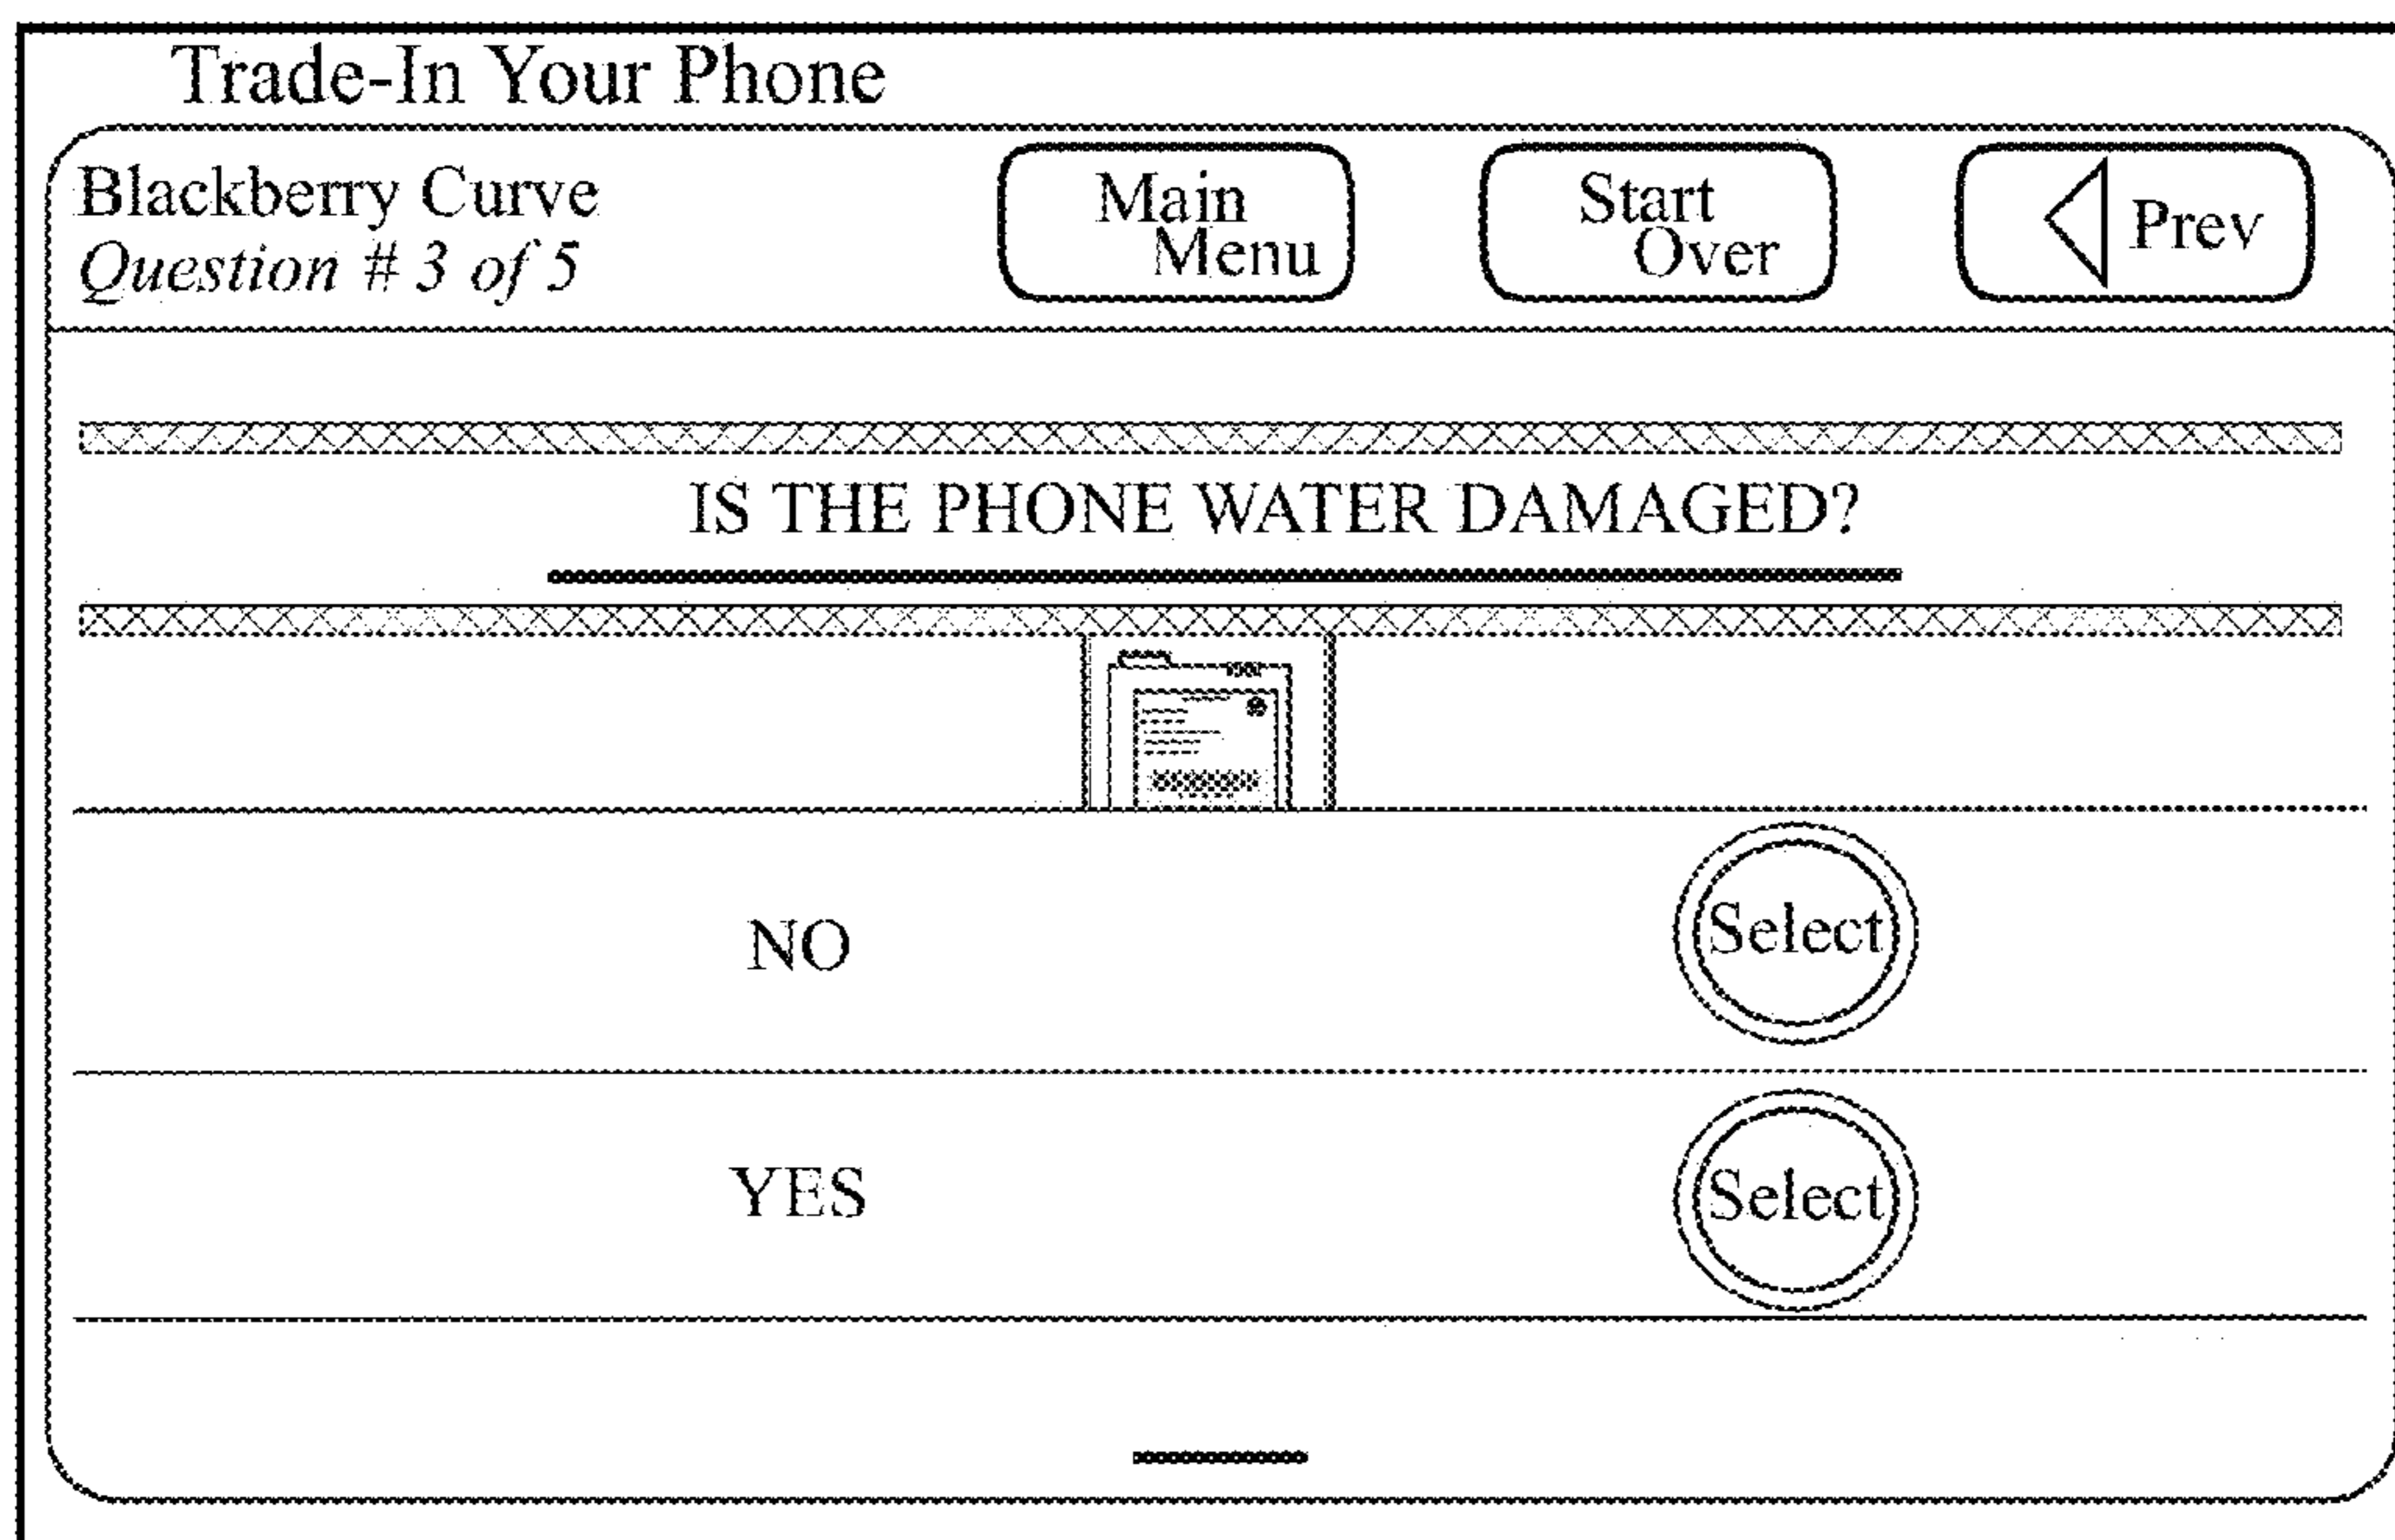 Trade-In Your Phone
Blackberry Curve
Question # 3 of 5
Main
Menu
Start
Over
Prev
IS THE PHONE WATER DAMAGED?
NO
Select
YES
Select